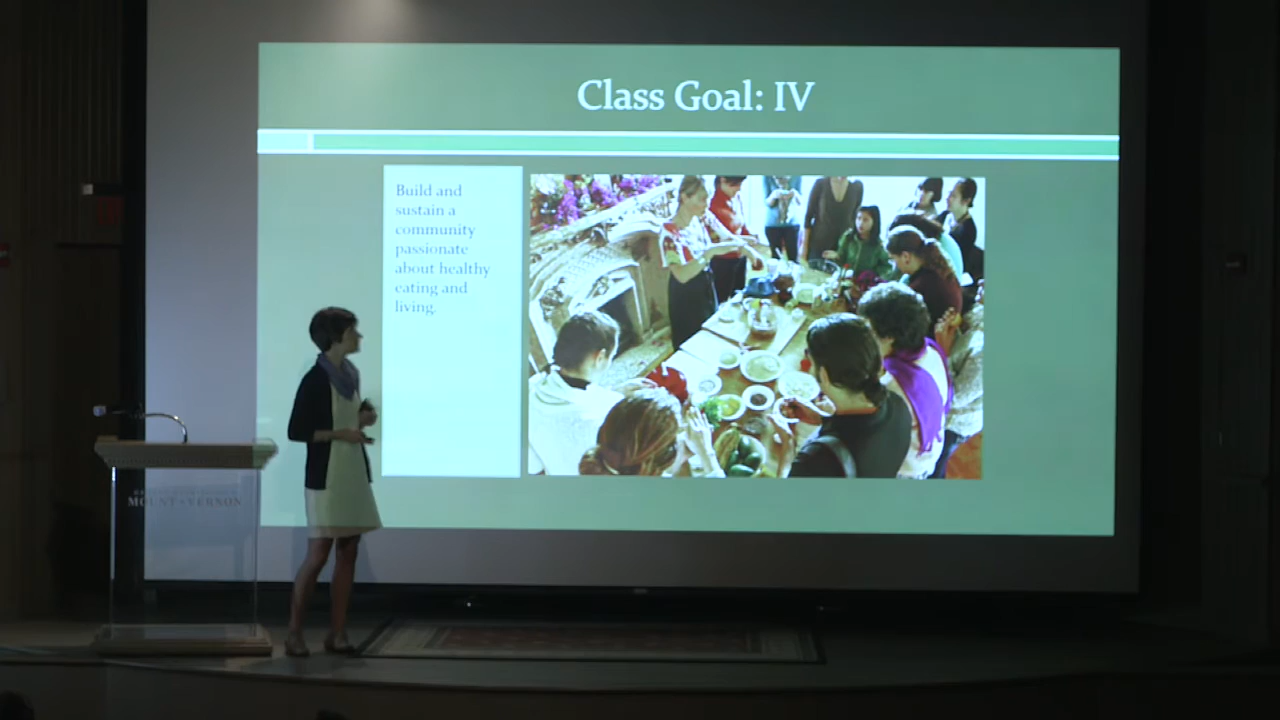 Class Goal: IV
Build and
sustain a
community
passionate
about healthy
eating and
living.
MOUNT VERNON